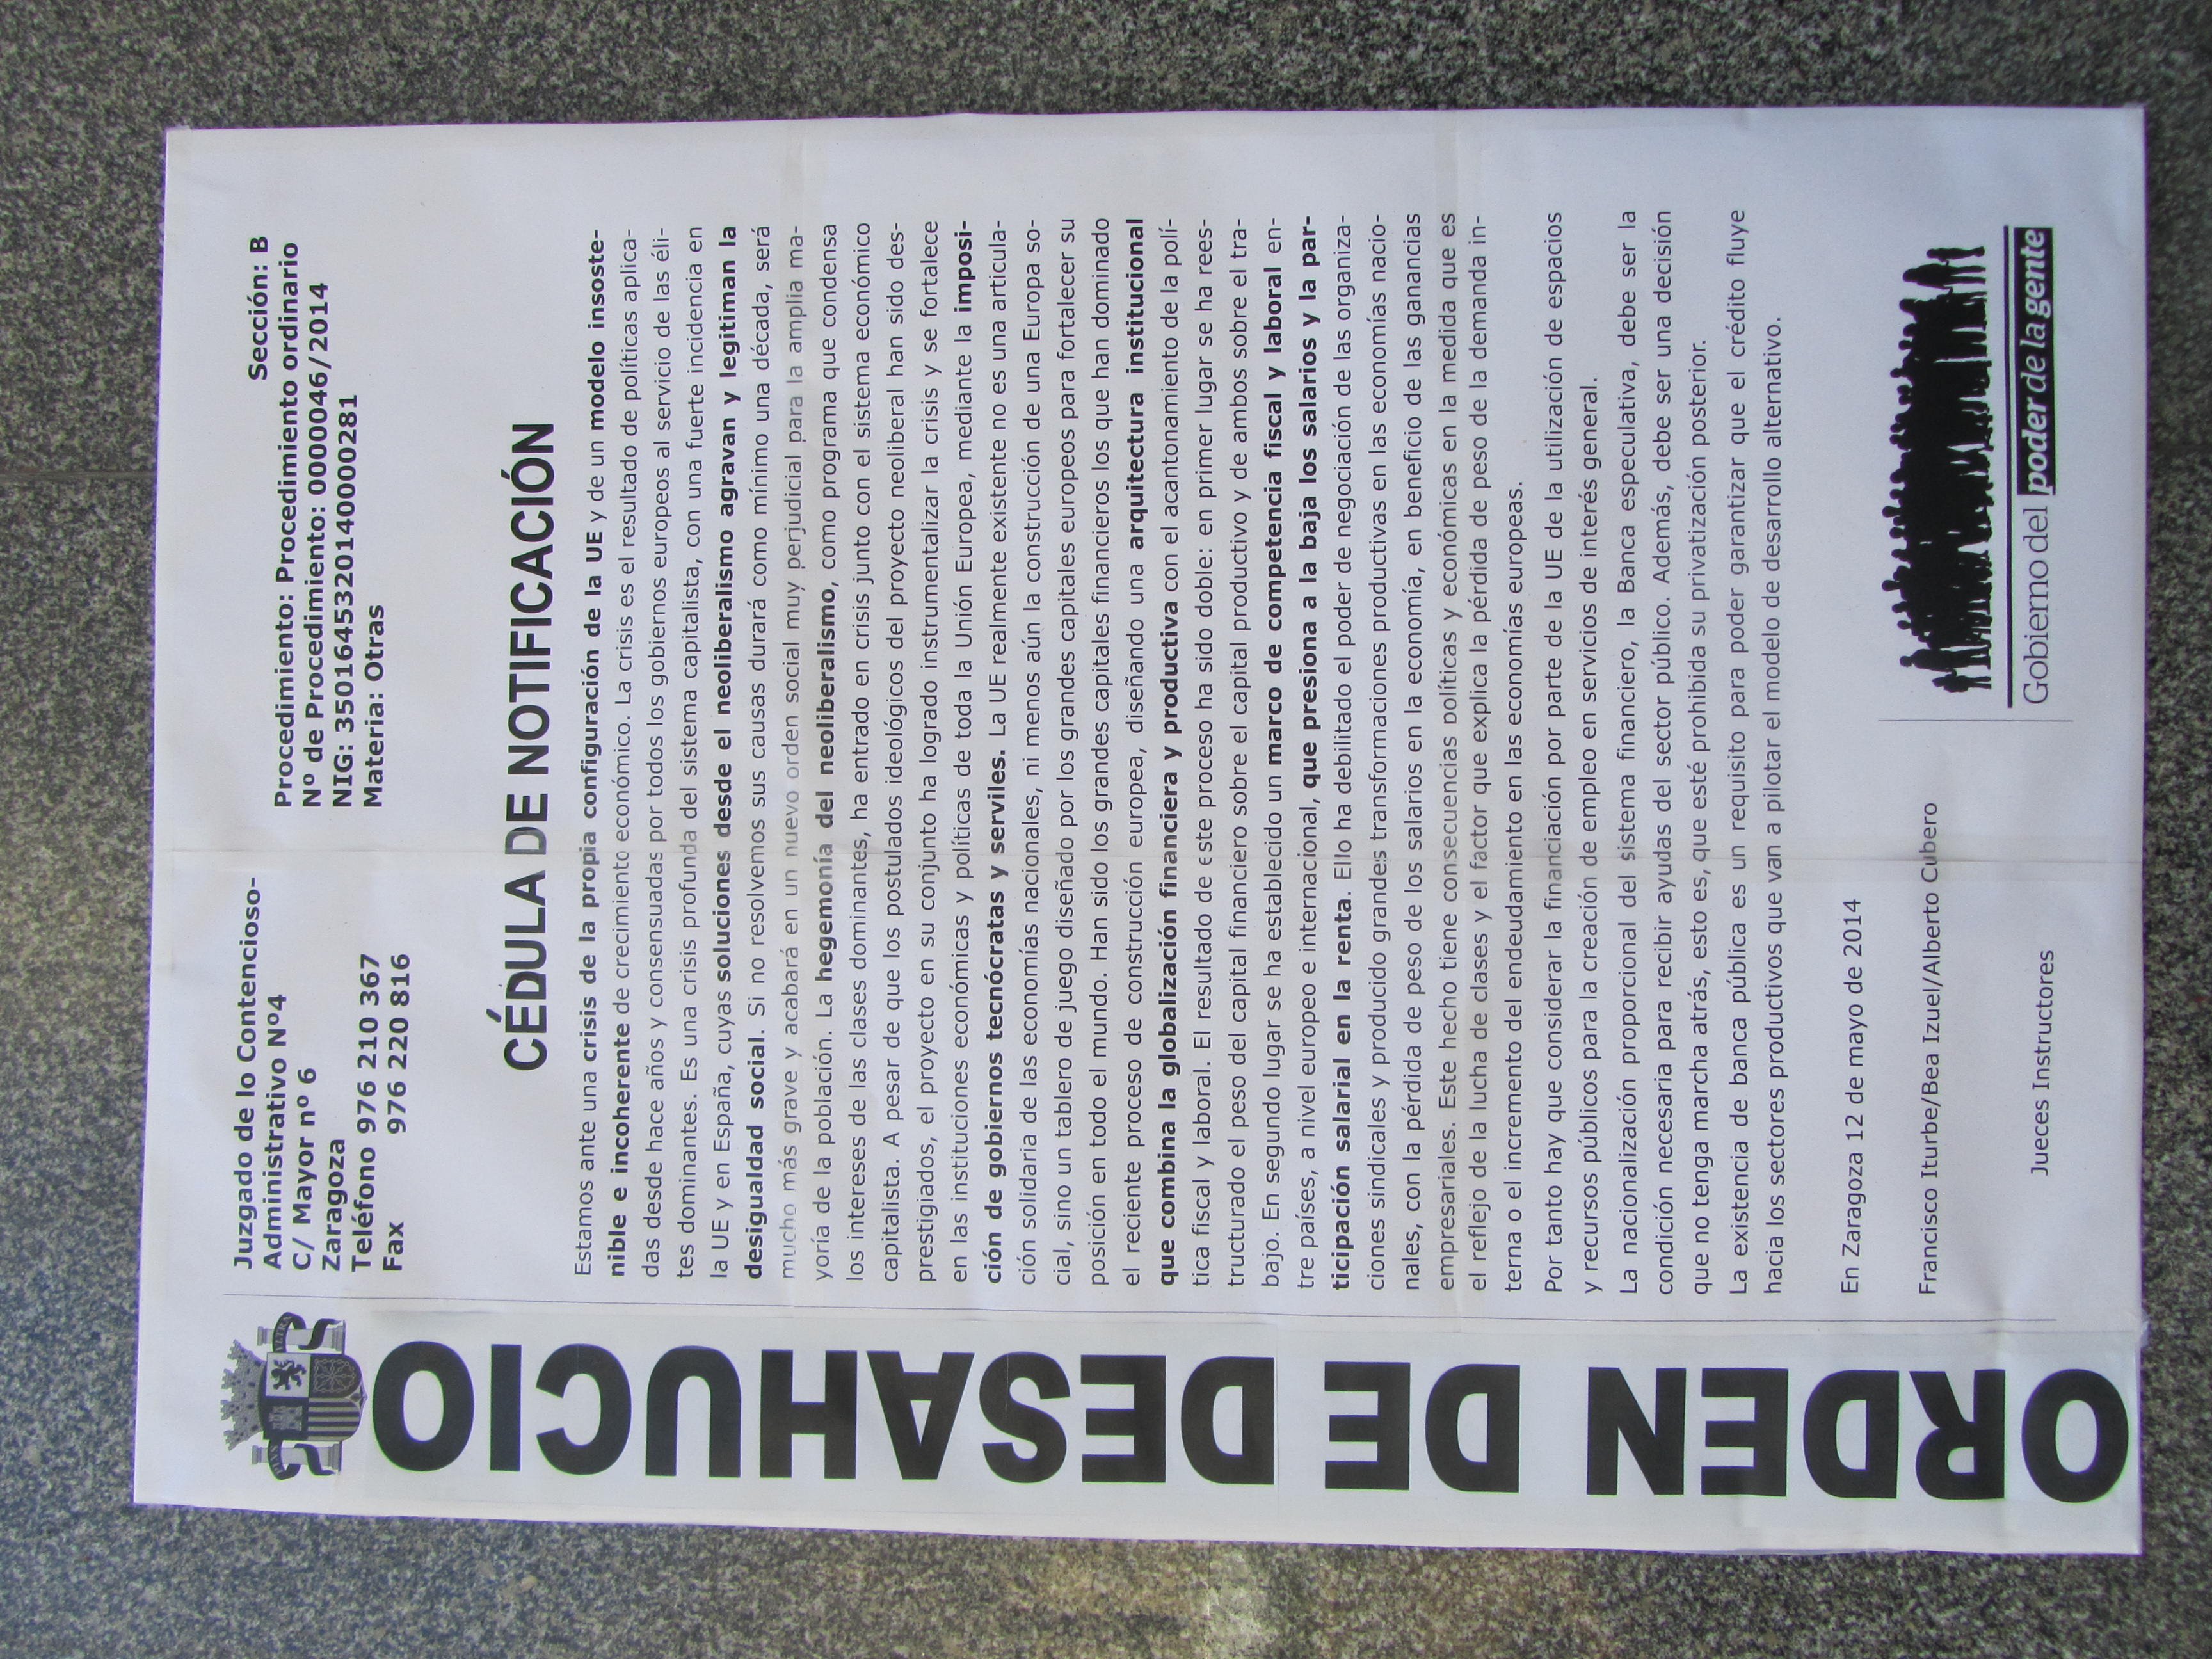 ORDEN DE DESAHUCIO
Juzgado de lo Contencioso-
Administrativo Nº4
C/ Mayor nº 6
Zaragoza
Teléfono 976 210 367
Fax 976 220 816
Sección: B
Procedimiento: Procedimiento ordinario
Nº de Procedimiento: 0000046/2014
NIG: 3501645320140000281
Materia: Otras
CÉDULA DE NOTIFICACIÓN
Estamos ante una crisis de la propia configuración de la UE y de un modelo insoste-
nible e incoherente de crecimiento económico. La crisis es el resultado de políticas aplica-
das desde hace años y consensuadas por todos los gobiernos europeos al servicio de las éli-
tes dominantes. Es una crisis profunda del sistema capitalista, con una fuerte incidencia en
la UE y en España, cuyas soluciones desde el neoliberalismo agravan y legitiman la
desigualdad social. Si no resolvemos sus causas durará como mínimo una década, será
mucho más grave y acabará en un nuevo orden social muy perjudicial para la amplia ma-
yoría de la población. La hegemonía del neoliberalismo, como programa que condensa
los intereses de las clases dominantes, ha entrado en crisis junto con el sistema económico
capitalista. A pesar de que los postulados ideológicos del proyecto neoliberal han sido des-
prestigiados, el proyecto en su conjunto ha logrado instrumentalizar la crisis y se fortalece
en las instituciones económicas y políticas de toda la Unión Europea, mediante la imposi-
ción de gobiernos tecnócratas y serviles. La UE realmente existente no es una articula-
ción solidaria de las economías nacionales, ni menos aún la construcción de una Europa so-
cial, sino un tablero de juego diseñado por los grandes capitales europeos para fortalecer su
posición en todo el mundo. Han sido los grandes capitales financieros los que han dominado
el reciente proceso de construcción europea, diseñando una arquitectura institucional
que combina la globalización financiera y productiva con el acantonamiento de la polí-
tica fiscal y laboral. El resultado de este proceso ha sido doble: en primer lugar se ha rees-
tructurado el peso del capital financiero sobre el capital productivo y de ambos sobre el tra-
bajo. En segundo lugar se ha establecido un marco de competencia fiscal y laboral en-
tre países, a nivel europeo e internacional, que presiona a la baja los salarios y la par-
ticipación salarial en la renta. Ello ha debilitado el poder de negociación de las organiza-
ciones sindicales y producido grandes transformaciones productivas en las economías nacio-
nales, con la pérdida de peso de los salarios en la economía, en beneficio de las ganancias
empresariales. Este hecho tiene consecuencias políticas y económicas en la medida que es
el reflejo de la lucha de clases y el factor que explica la pérdida de peso de la demanda in-
terna o el incremento del endeudamiento en las economías europeas.
Por tanto hay que considerar la financiación por parte de la UE de la utilización de espacios
y recursos públicos para la creación de empleo en servicios de interés general.
La nacionalización proporcional del sistema financiero, la Banca especulativa, debe ser la
condición necesaria para recibir ayudas del sector público. Además, debe ser una decisión
que no tenga marcha atrás, esto es, que esté prohibida su privatización posterior.
La existencia de banca pública es un requisito para poder garantizar que el crédito fluye
hacia los sectores productivos que van a pilotar el modelo de desarrollo alternativo.
En Zaragoza 12 de mayo de 2014
Francisco Iturbe/Bea Izuel/Alberto Cubero
Jueces Instructores
Gobierno del poder de la gente